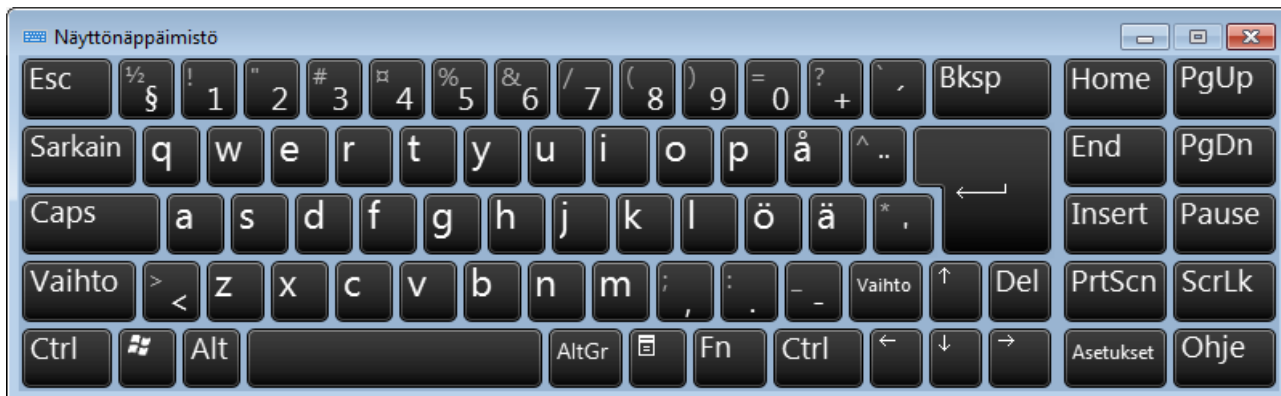 Näyttönäppäimistö
Esc ½ § ! 1 " 2 # 3 ¤ 4 % 5 & 6 / 7 ( 8 ) 9 = 0 ? + ` ´ Bksp Home PgUp
Sarkain q w e r t y u i o p å ^ ¨ End PgDn
Caps a s d f g h j k l ö ä * ' Insert Pause
Vaihto > < z x c v b n m ; , : . _ - Vaihto ↑ Del PrtScn ScrLk
Ctrl Alt AltGr Fn Ctrl ← ↓ → Asetukset Ohje